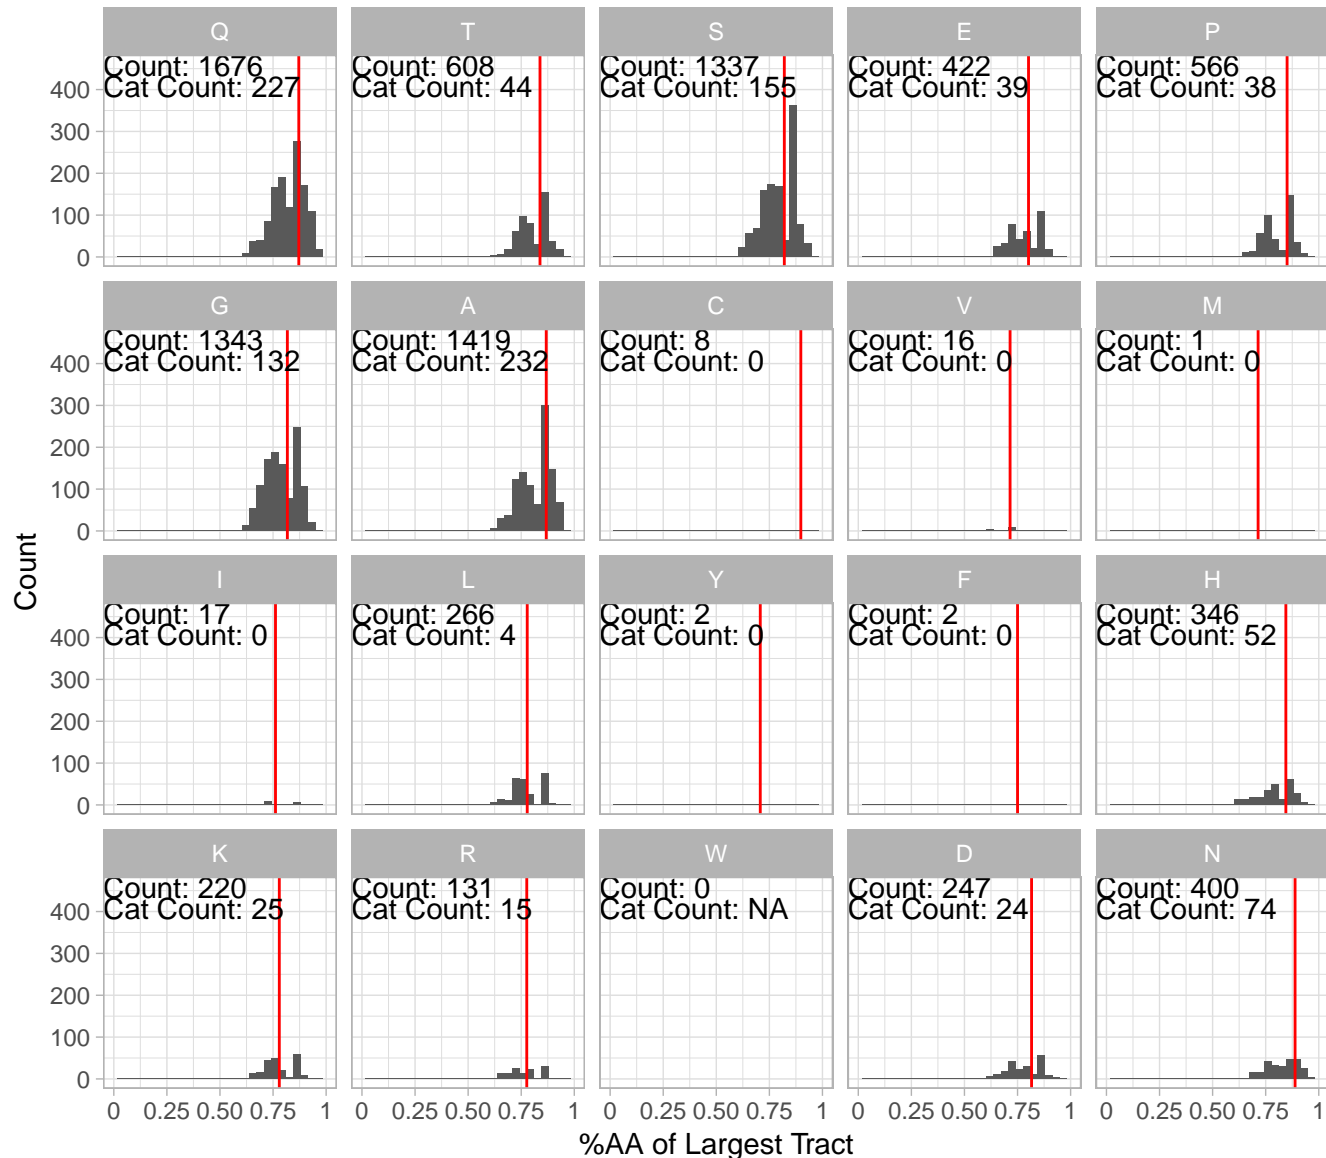 Q T S E P
Count: 1676 Count: 608 Count: 1337 Count: 422 Count: 566
Cat Count: 227 Cat Count: 44 Cat Count: 155 Cat Count: 39 Cat Count: 38
400
300
200
100
0
G A C V M
Count: 1343 Count: 1419 Count: 8 Count: 16 Count: 1
Cat Count: 132 Cat Count: 232 Cat Count: 0 Cat Count: 0 Cat Count: 0
400
300
200
100
0
Count
I L Y F H
Count: 17 Count: 266 Count: 2 Count: 2 Count: 346
Cat Count: 0 Cat Count: 4 Cat Count: 0 Cat Count: 0 Cat Count: 52
400
300
200
100
0
K R W D N
Count: 220 Count: 131 Count: 0 Count: 247 Count: 400
Cat Count: 25 Cat Count: 15 Cat Count: NA Cat Count: 24 Cat Count: 74
400
300
200
100
0
0 0.25 0.50 0.75 1 0 0.25 0.50 0.75 1 0 0.25 0.50 0.75 1 0 0.25 0.50 0.75 1 0 0.25 0.50 0.75 1
%AA of Largest Tract